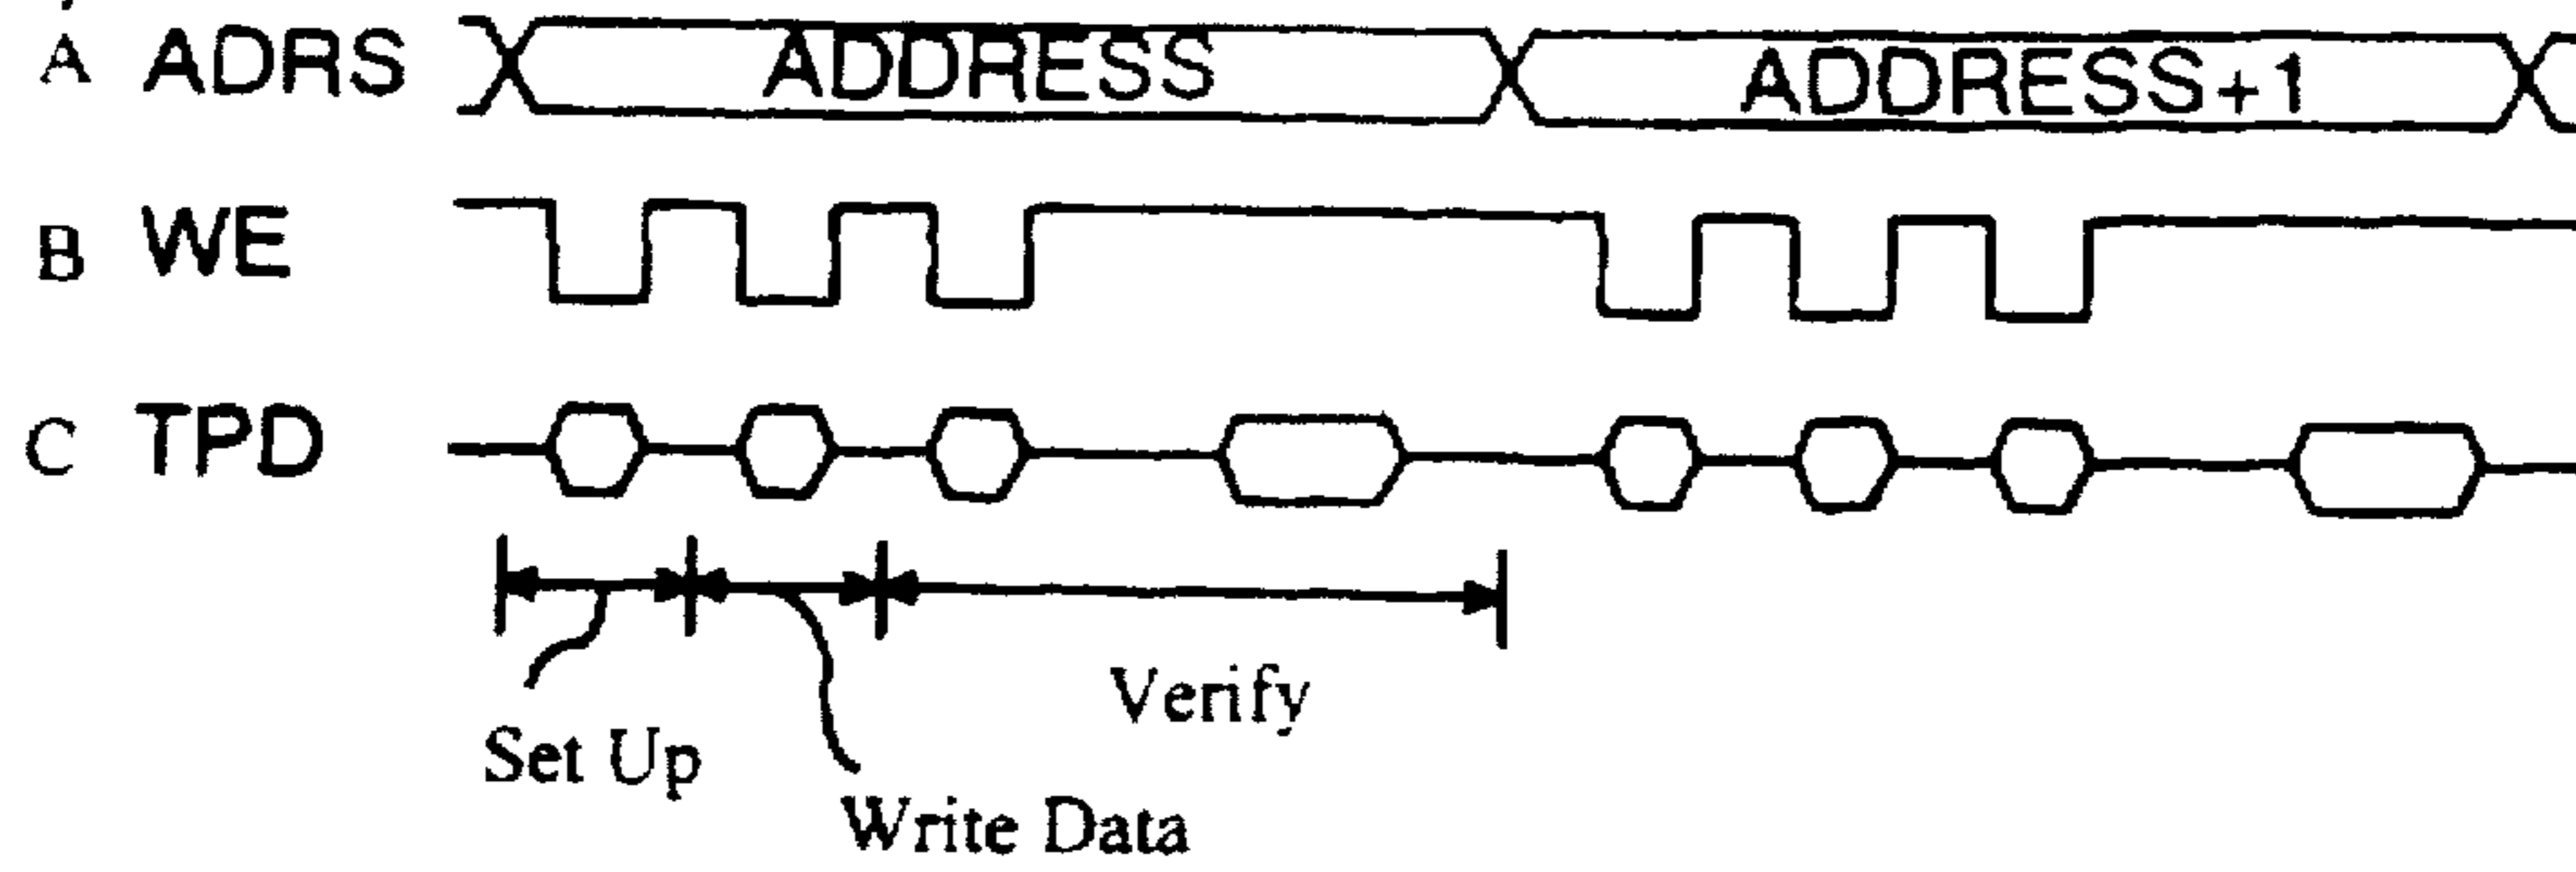 A ADRS ADDRESS ADDRESS+1
B WE
C TPD
Verify
Set Up
Write Data